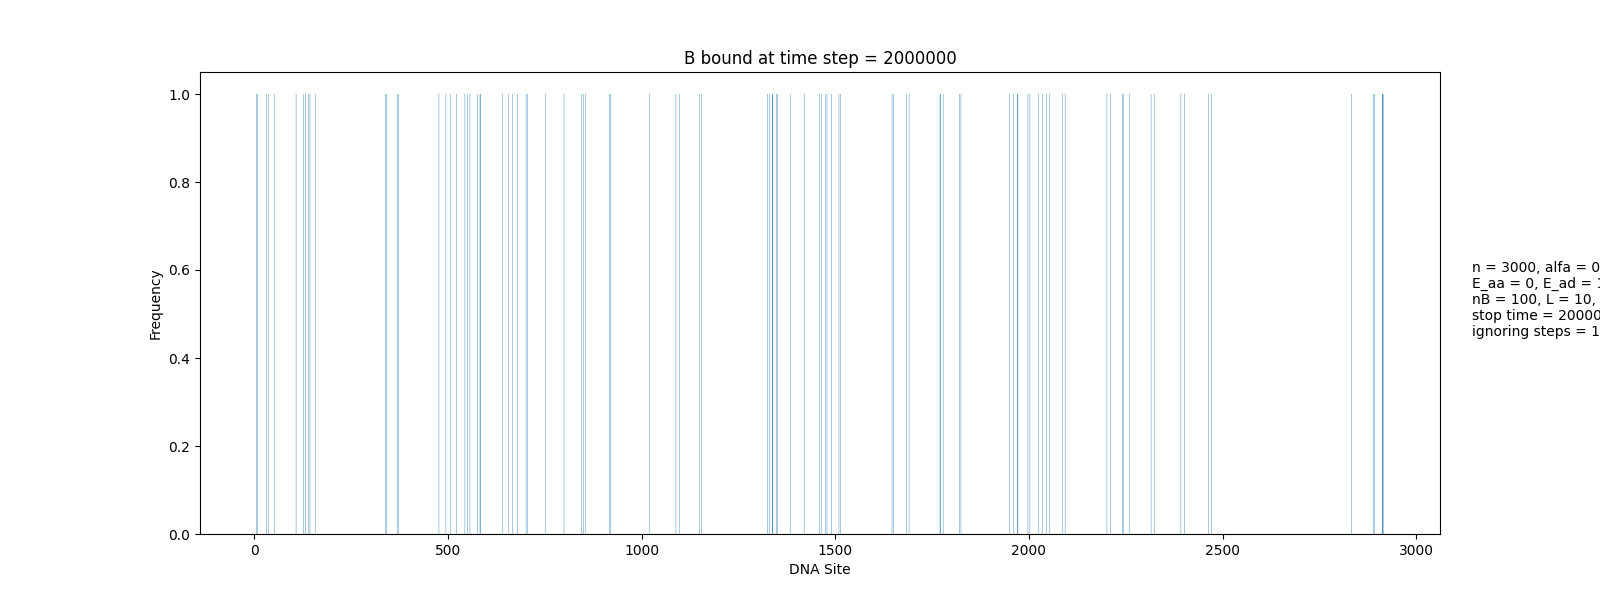 B bound at time step = 2000000
1.0
0.8
0.6
0.4
0.2
0.0
Frequency
0 500 1000 1500 2000 2500 3000
DNA Site
n = 3000, alfa = 0
E_aa = 0, E_ad =
nB = 100, L = 10,
stop time = 20000
ignoring steps = 1